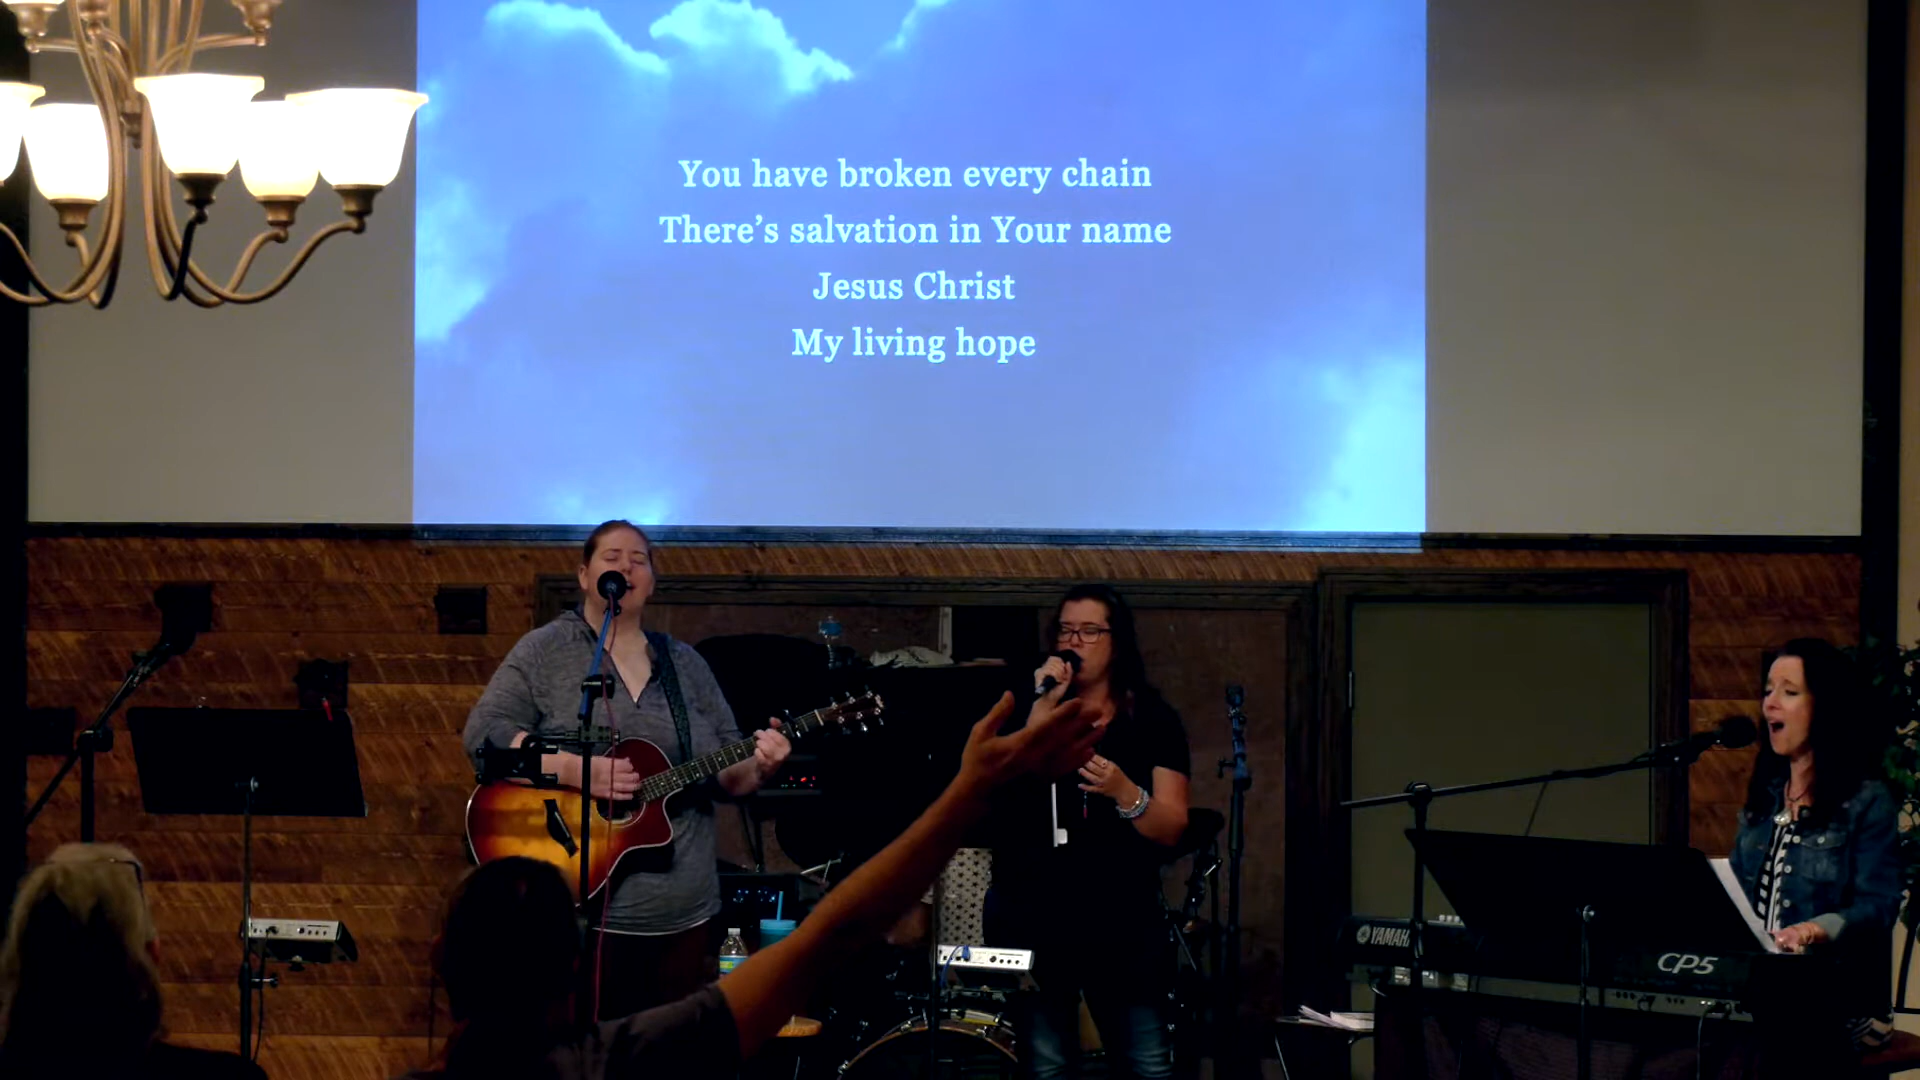 You have broken every chain
There's salvation in Your name
Jesus Christ
My living hope
YAMAHA
CP5